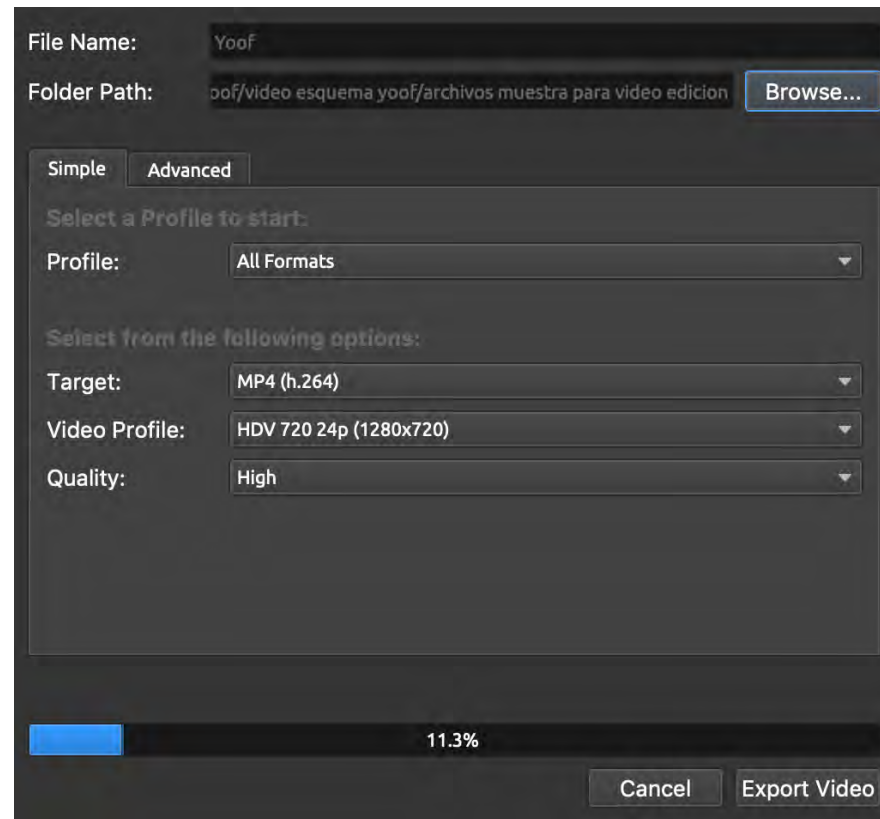 File Name: Yoof
Folder Path: oof/video esquema yoof/archivos muestra para video edicion Browse...
Simple Advanced
Select a Profile to start:
Profile: All Formats
Select from the following options:
Target: MP4 (h.264)
Video Profile: HDV 720 24p (1280x720)
Quality: High
11.3%
Cancel Export Video